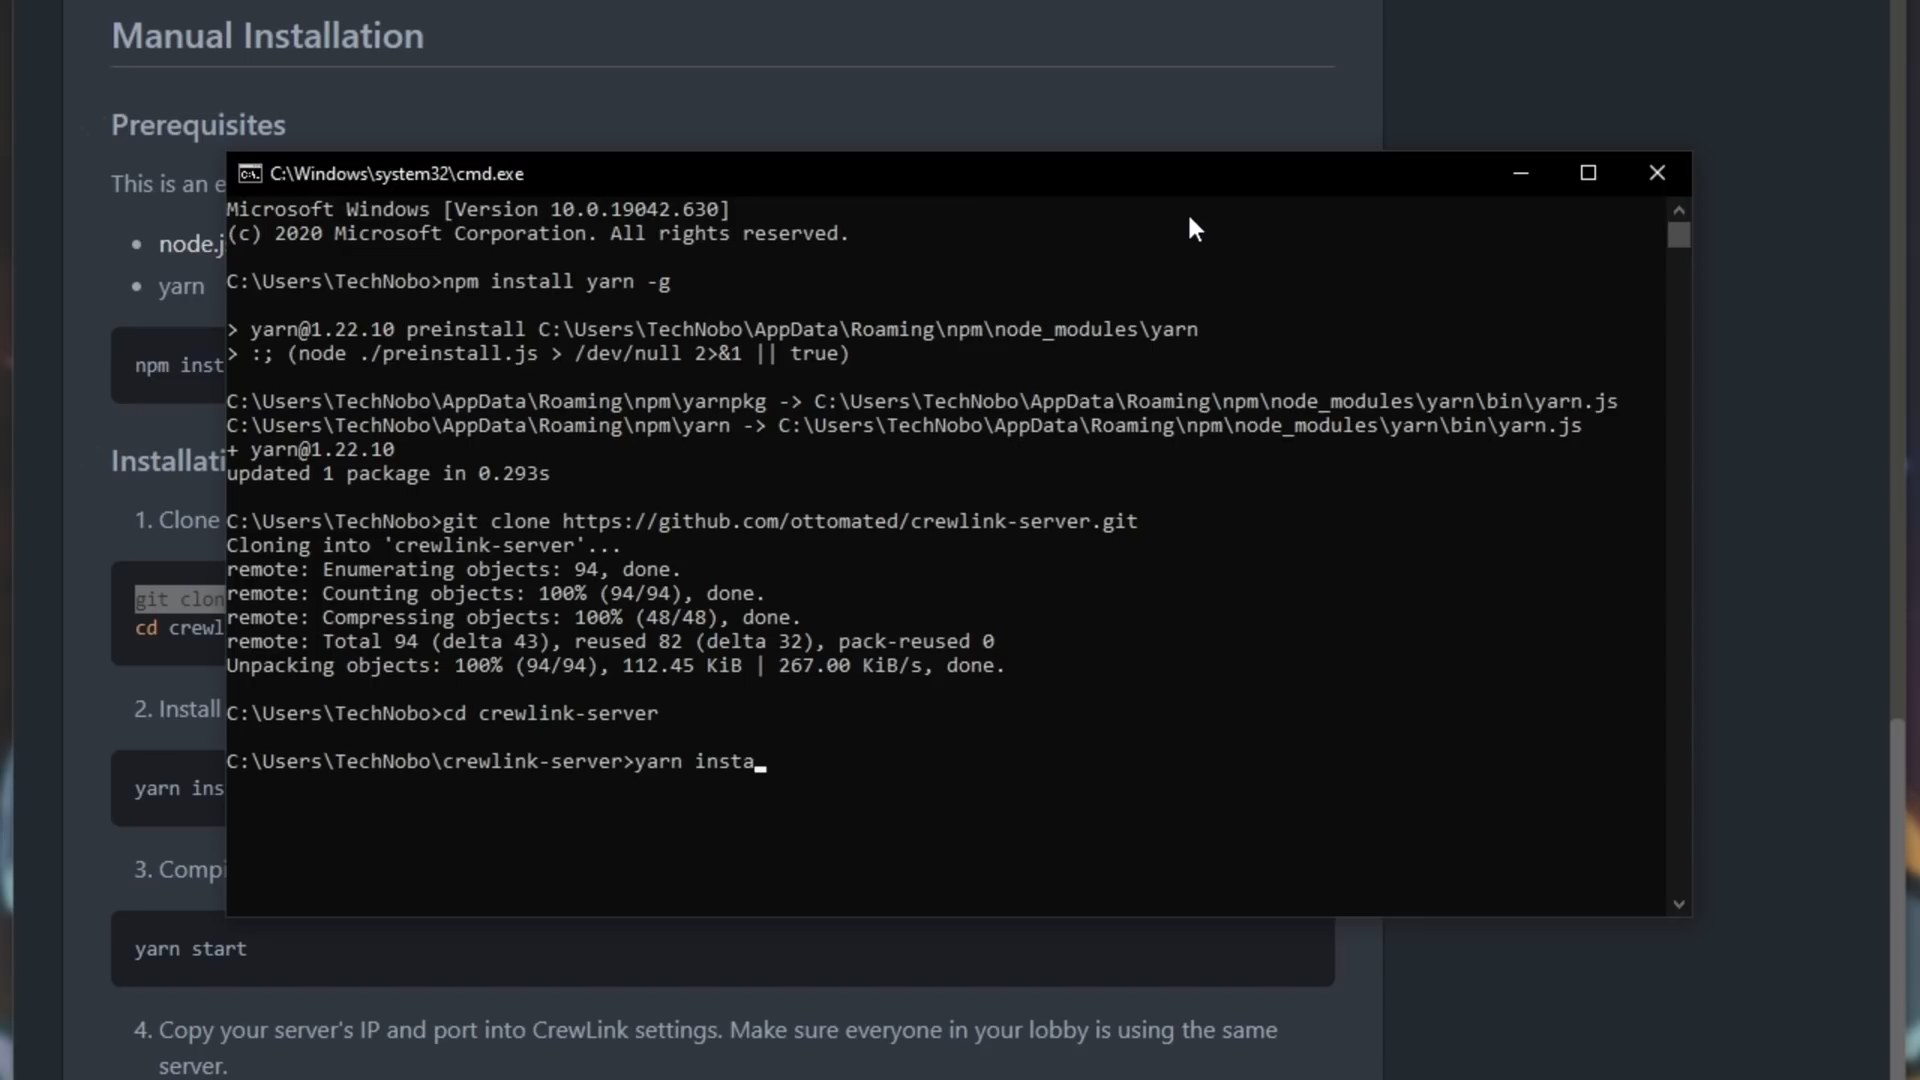 Manual Installation
Prerequisites
This is an e
node.j
yarn
npm inst
Installati
1. Clone
git clon
cd crewl
2. Install
yarn ins
3. Compi
yarn start
4. Copy your server's IP and port into CrewLink settings. Make sure everyone in your lobby is using the same
server.
C:\Windows\system32\cmd.exe
Microsoft Windows [Version 10.0.19042.630]
(c) 2020 Microsoft Corporation. All rights reserved.
C:\Users\TechNobo>npm install yarn -g
> yarn@1.22.10 preinstall C:\Users\TechNobo\AppData\Roaming\npm\node_modules\yarn
> :; (node ./preinstall.js > /dev/null 2>&1 || true)
C:\Users\TechNobo\AppData\Roaming\npm\yarnpkg -> C:\Users\TechNobo\AppData\Roaming\npm\node_modules\yarn\bin\yarn.js
C:\Users\TechNobo\AppData\Roaming\npm\yarn -> C:\Users\TechNobo\AppData\Roaming\npm\node_modules\yarn\bin\yarn.js
+ yarn@1.22.10
updated 1 package in 0.293s
C:\Users\TechNobo>git clone https://github.com/ottomated/crewlink-server.git
Cloning into 'crewlink-server'...
remote: Enumerating objects: 94, done.
remote: Counting objects: 100% (94/94), done.
remote: Compressing objects: 100% (48/48), done.
remote: Total 94 (delta 43), reused 82 (delta 32), pack-reused 0
Unpacking objects: 100% (94/94), 112.45 KiB | 267.00 KiB/s, done.
C:\Users\TechNobo>cd crewlink-server
C:\Users\TechNobo\crewlink-server>yarn insta_